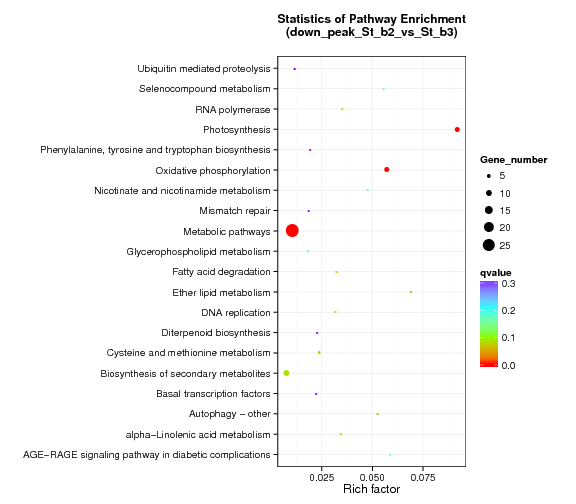 Statistics of Pathway Enrichment
(down_peak_St_b2_vs_St_b3)
Ubiquitin mediated proteolysis
Selenocompound metabolism
RNA polymerase
Photosynthesis
Phenylalanine, tyrosine and tryptophan biosynthesis
Oxidative phosphorylation
Nicotinate and nicotinamide metabolism
Mismatch repair
Metabolic pathways
Glycerophospholipid metabolism
Fatty acid degradation
Ether lipid metabolism
DNA replication
Diterpenoid biosynthesis
Cysteine and methionine metabolism
Biosynthesis of secondary metabolites
Basal transcription factors
Autophagy − other
alpha−Linolenic acid metabolism
AGE−RAGE signaling pathway in diabetic complications
0.025 0.050 0.075
Rich factor
Gene_number
5
10
15
20
25
qvalue
0.3
0.2
0.1
0.0